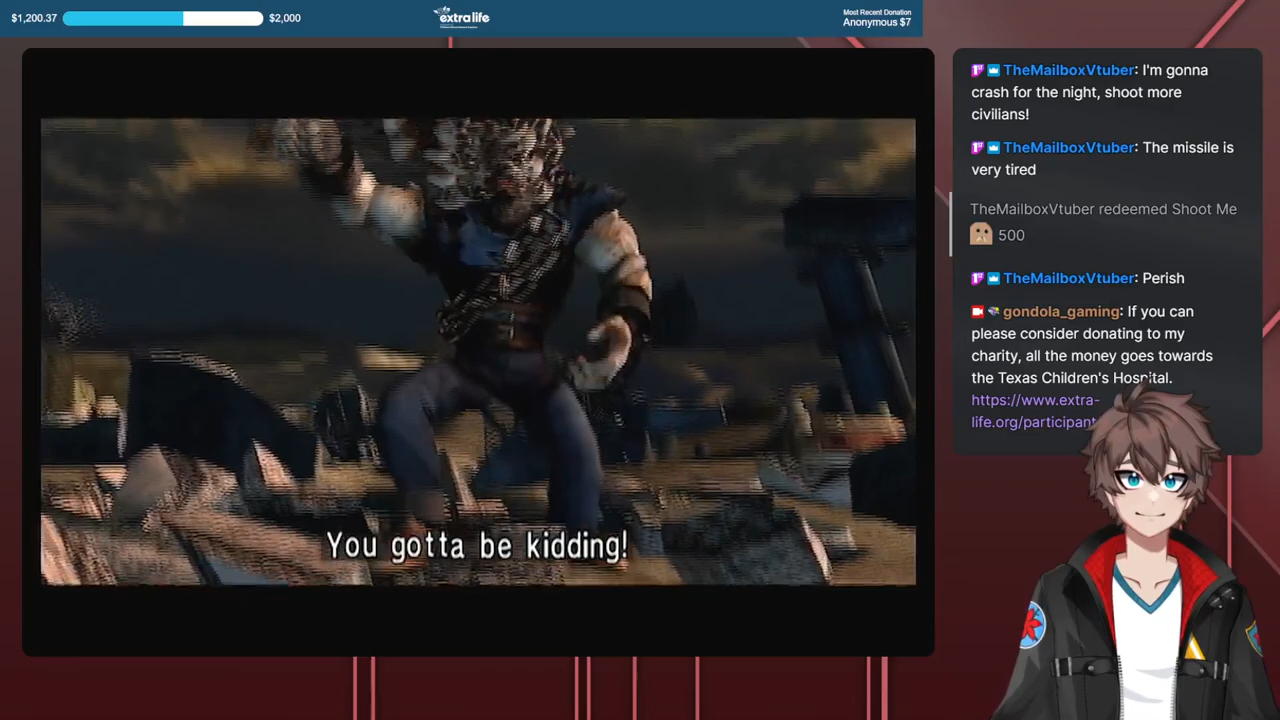 $1,200.37
$2,000
extralife
Most Recent Donation
Anonymous $7
TheMailboxVtuber: I'm gonna
crash for the night, shoot more
civilians!
TheMailboxVtuber: The missile is
very tired
TheMailboxVtuber redeemed Shoot Me
500
TheMailboxVtuber: Perish
gondola_gaming: If you can
please consider donating to my
charity, all the money goes towards
the Texas Children's Hospital.
https://www.extra-
life.org/participant
You gotta be kidding!